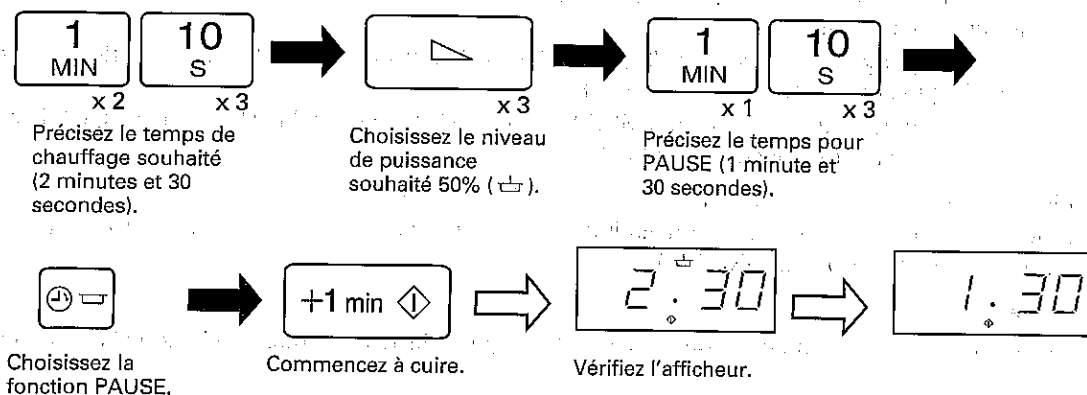 1
MIN
x 2
10
S
x 3
x 3
1
MIN
x 1
10
S
x 3
Précisez le temps de
chauffage souhaité
(2 minutes et 30
secondes).
Choisissez le niveau
de puissance
souhaité 50% ( ).
Précisez le temps pour
PAUSE (1 minute et
30 secondes).
+1 min
2.30
1.30
Choisissez la
fonction PAUSE.
Commencez à cuire.
Vérifiez l'afficheur.